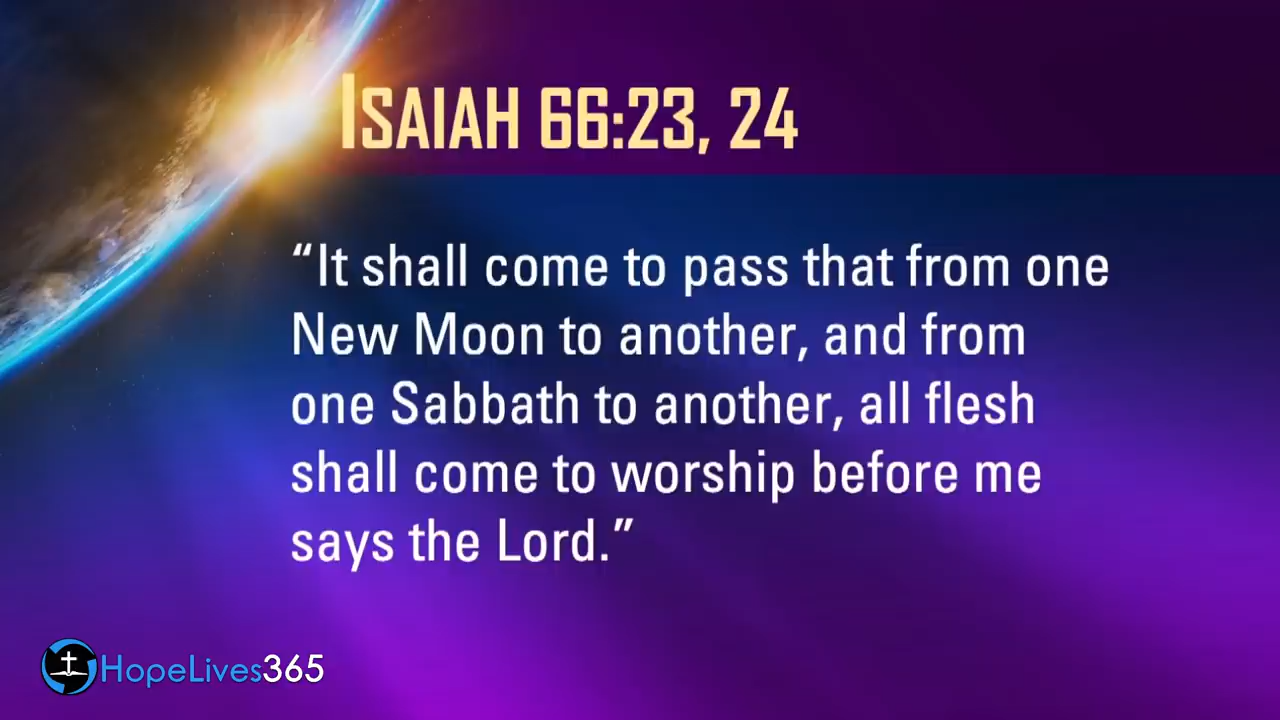 ISAIAH 66:23, 24
“It shall come to pass that from one
New Moon to another, and from
one Sabbath to another, all flesh
shall come to worship before me
says the Lord.”
HopeLives365